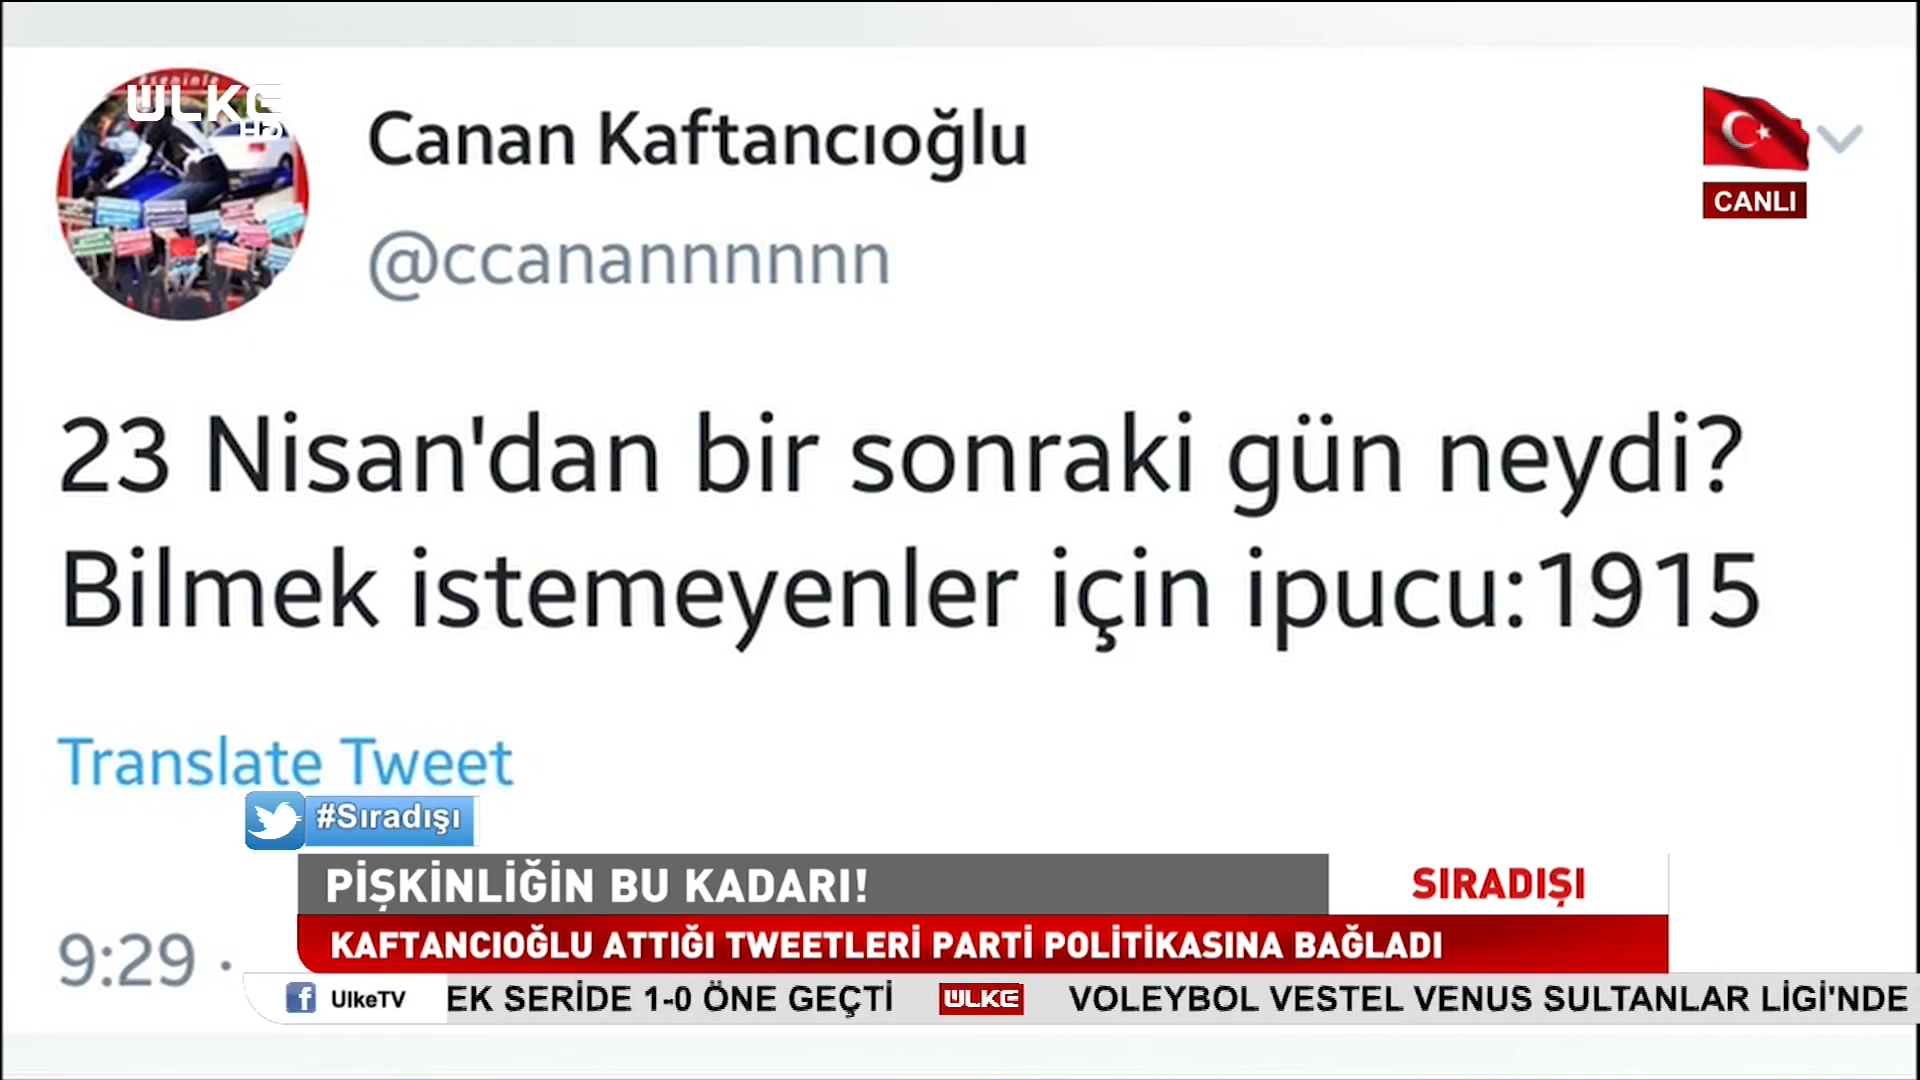 #seninle
ÜLKE
HD
Canan Kaftancıoğlu
@ccanannnnnn
CANLI
23 Nisan'dan bir sonraki gün neydi?
Bilmek istemeyenler için ipucu:1915
Translate Tweet
#Sıradışı
PİŞKİNLİĞİN BU KADARI!
SIRADIŞI
KAFTANCIOĞLU ATTIĞI TWEETLERİ PARTİ POLİTİKASINA BAĞLADI
9:29 ·
UlkeTV
EK SERİDE 1-0 ÖNE GEÇTİ ÜLKE VOLEYBOL VESTEL VENUS SULTANLAR LİGİ'NDE